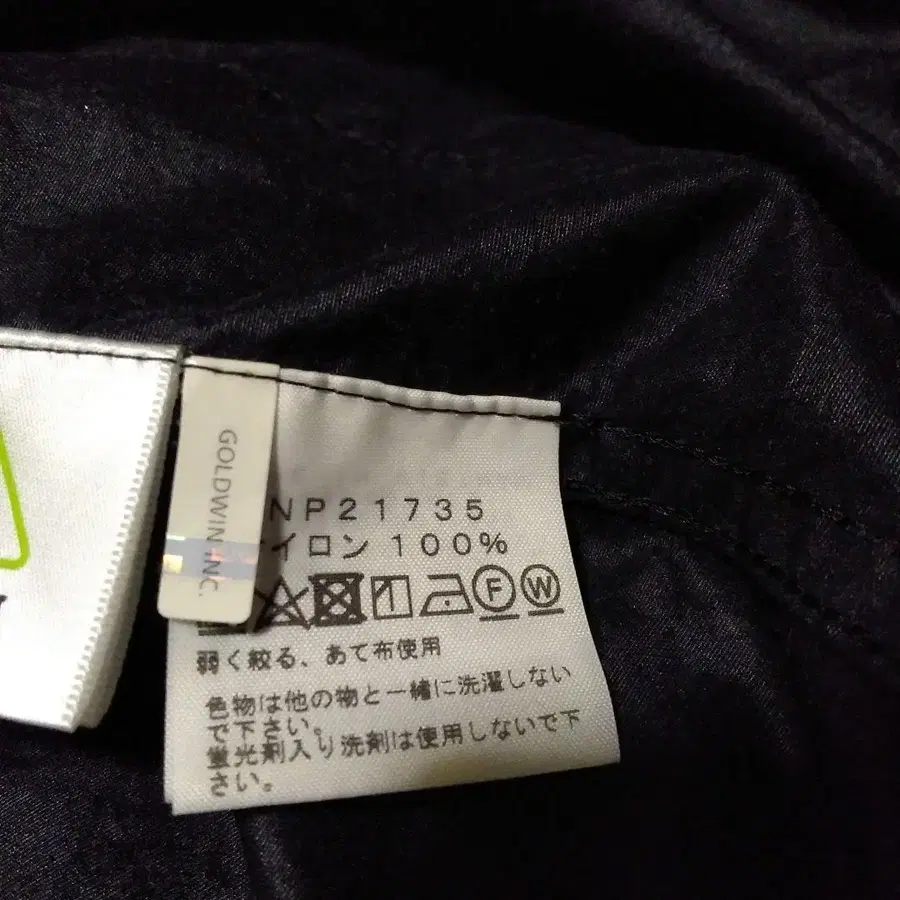 GOLDWIN INC.
NP21735
イロン 100%
F W
弱く絞る、あて布使用
色物は他の物と一緒に洗濯しない
で下さい。
蛍光剤入り洗剤は使用しないで下
さい。